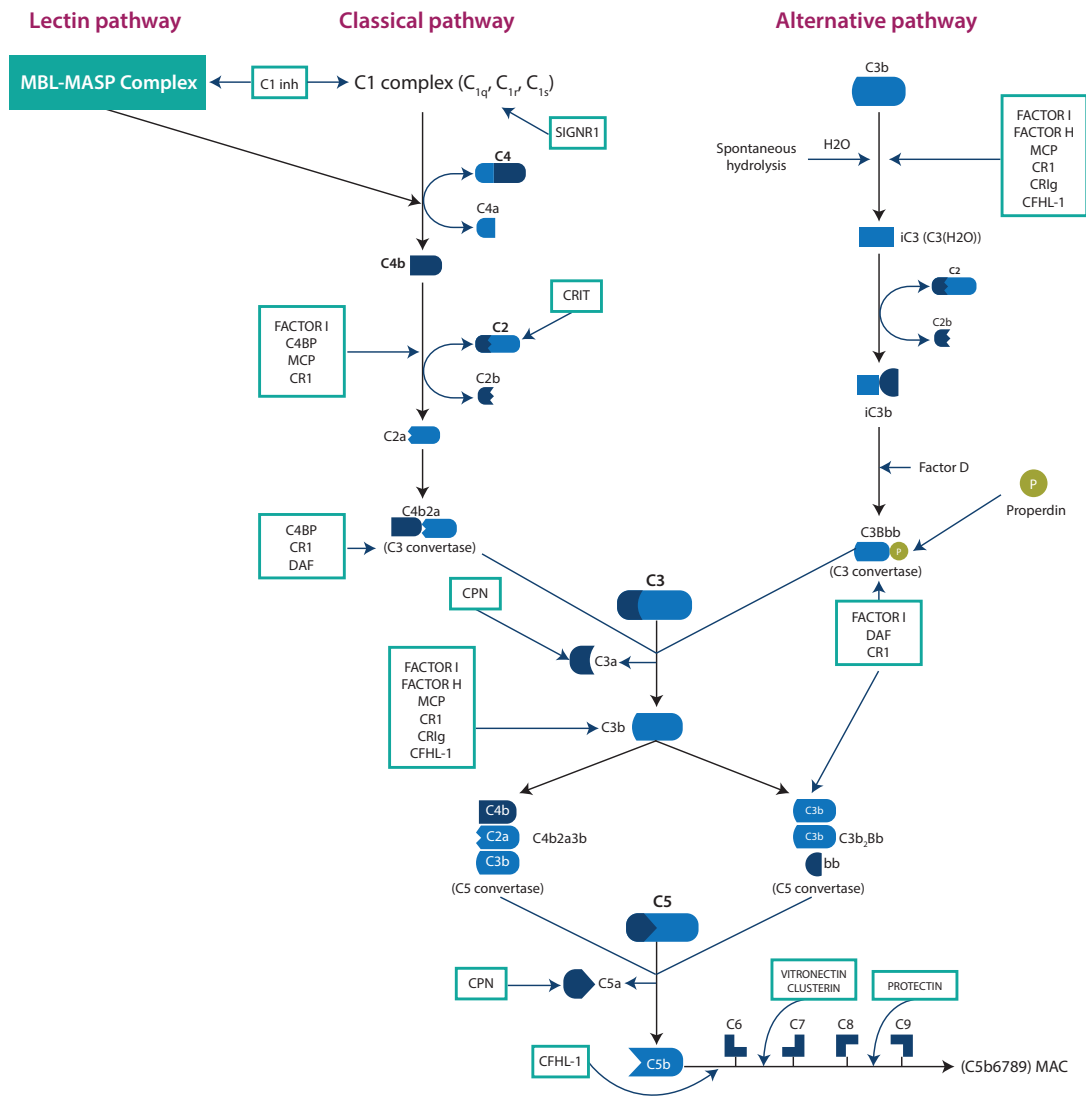 Lectin pathway
Classical pathway
Alternative pathway
MBL-MASP Complex
C1 inh
C1 complex (C1q, C1r, C1s)
SIGNR1
C4
C4a
C4b
FACTOR I
C4BP
MCP
CR1
CRIT
C2
C2b
C2a
C4BP
CR1
DAF
C4b2a
(C3 convertase)
C3b
Spontaneous
hydrolysis
H2O
FACTOR I
FACTOR H
MCP
CR1
CRIg
CFHL-1
iC3 (C3(H2O))
C2
C2b
iC3b
Factor D
P
Properdin
C3Bbb
P
(C3 convertase)
FACTOR I
DAF
CR1
C3
CPN
C3a
FACTOR I
FACTOR H
MCP
CR1
CRIg
CFHL-1
C3b
C4b
C2a
C3b
C4b2a3b
(C5 convertase)
C3b
C3b
C3b2Bb
bb
(C5 convertase)
C5
CPN
C5a
VITRONECTIN
CLUSTERIN
PROTECTIN
C6
C7
C8
C9
CFHL-1
C5b
(C5b6789) MAC